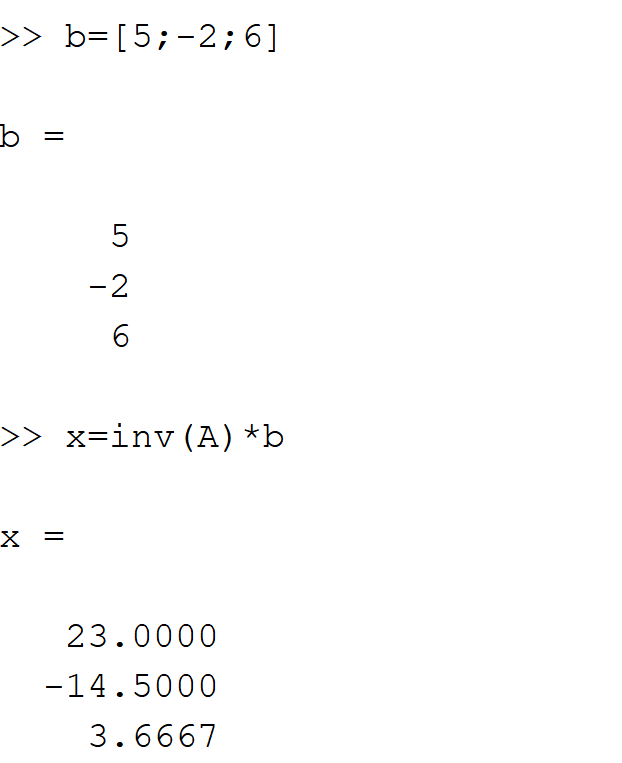 >> b=[5;-2;6]
b =
5
-2
6
>> x=inv(A)*b
x =
23.0000
-14.5000
3.6667